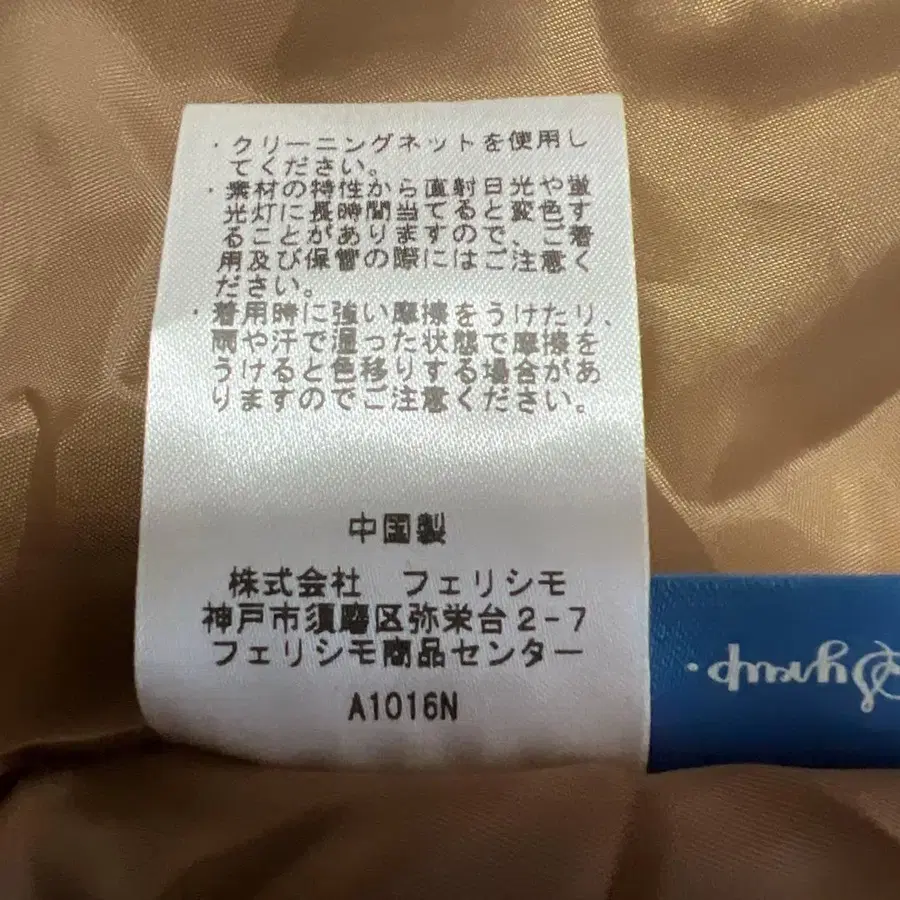 ・クリーニングネットを使用し
てください。
・素材の特性から直射日光や蛍
光灯に長時間当てると変色す
ることがありますので、ご着
用及び保管の際にはご注意く
ださい。
・着用時に強い摩擦をうけたり、
雨や汗で湿った状態で摩擦を
うけると色移りする場合があ
りますのでご注意ください。
中国製
株式会社 フェリシモ
神戸市須磨区弥栄台2-7
フェリシモ商品センター
A1016N
Syrup.